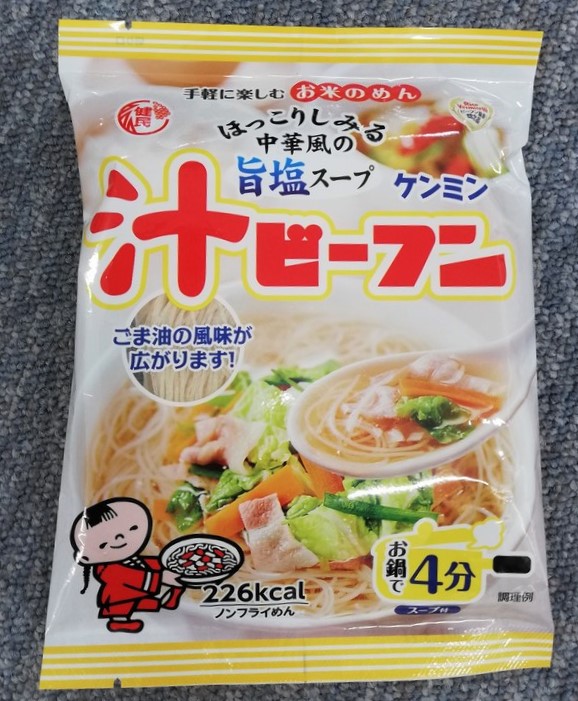 手軽に楽しむ お米のめん
健民
ほっこりしみる
中華風の
旨塩スープ
ケンミン
汁ビーフン
ごま油の風味が
広がります!
226kcal
ノンフライめん
お鍋で
4分
スープ付
調理例